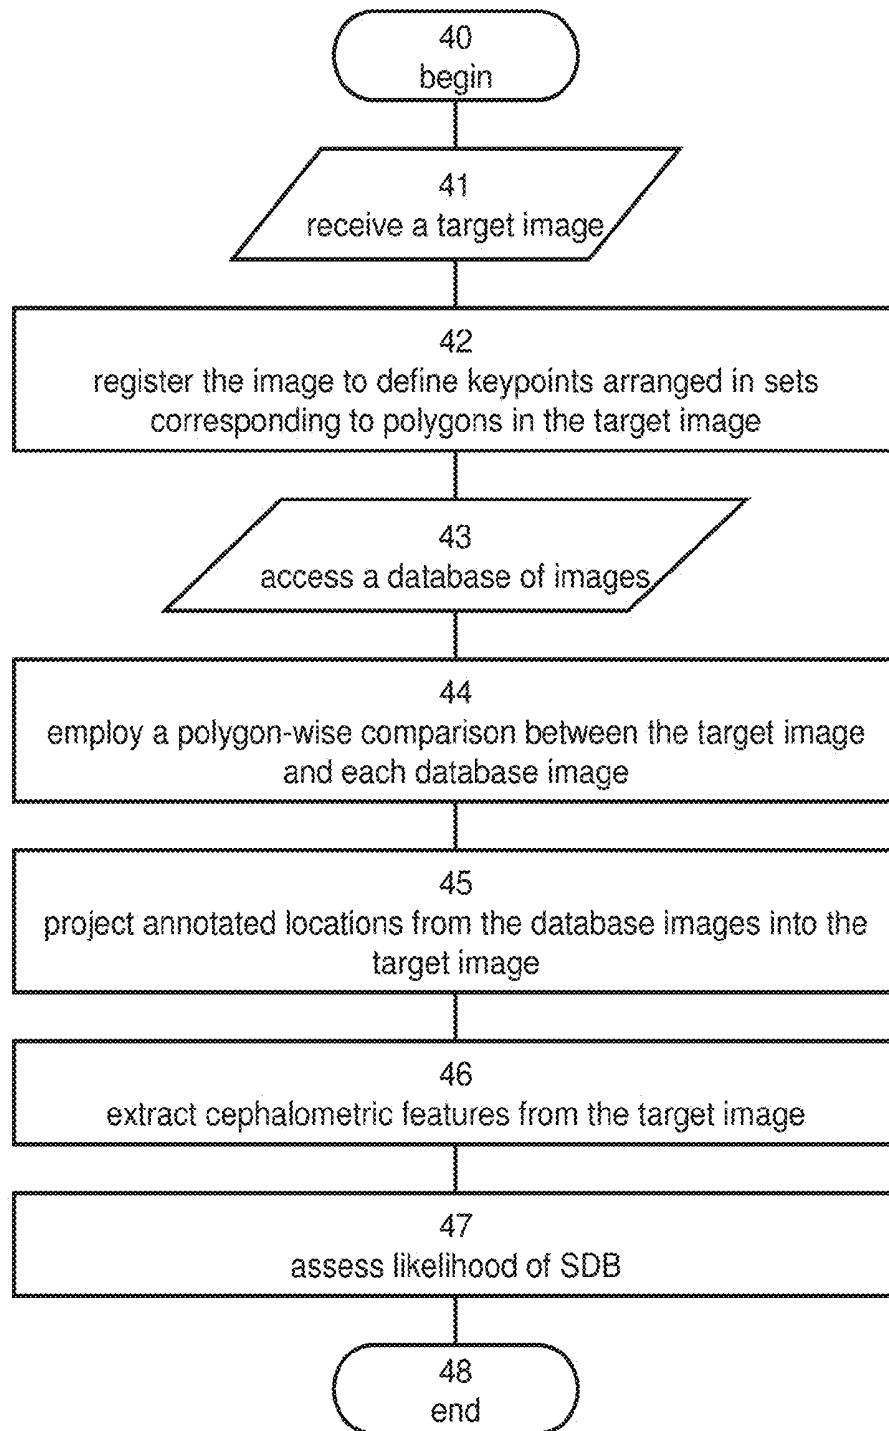 40
begin
41
receive a target image
42
register the image to define keypoints arranged in sets
corresponding to polygons in the target image
43
access a database of images
44
employ a polygon-wise comparison between the target image
and each database image
45
project annotated locations from the database images into the
target image
46
extract cephalometric features from the target image
47
assess likelihood of SDB
48
end